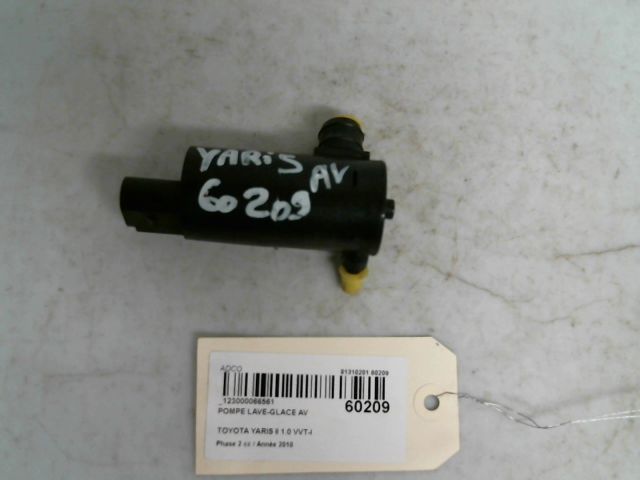 YARIS
AV
60209
ADCO
01310201 60209
_123000066561
60209
POMPE LAVE-GLACE AV
TOYOTA YARIS II 1.0 VVT-i
Phase 2 cc / Année 2010